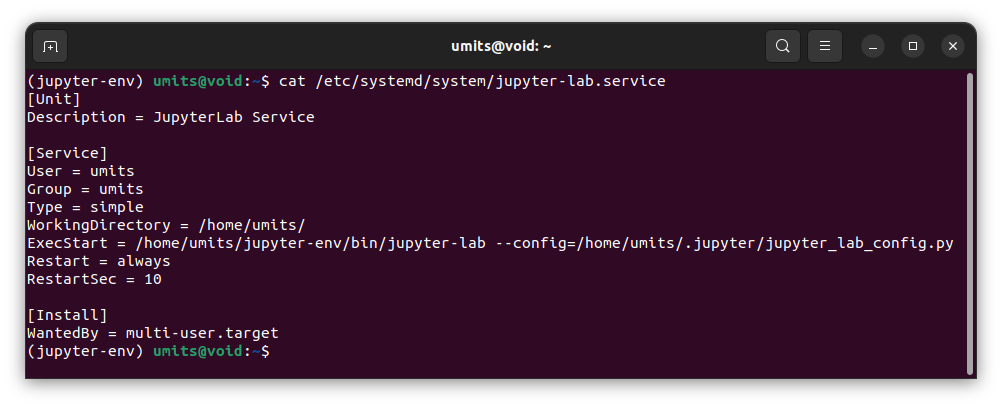 umits@void: ~
(jupyter-env) umits@void:~$ cat /etc/systemd/system/jupyter-lab.service
[Unit]
Description = JupyterLab Service

[Service]
User = umits
Group = umits
Type = simple
WorkingDirectory = /home/umits/
ExecStart = /home/umits/jupyter-env/bin/jupyter-lab --config=/home/umits/.jupyter/jupyter_lab_config.py
Restart = always
RestartSec = 10

[Install]
WantedBy = multi-user.target
(jupyter-env) umits@void:~$